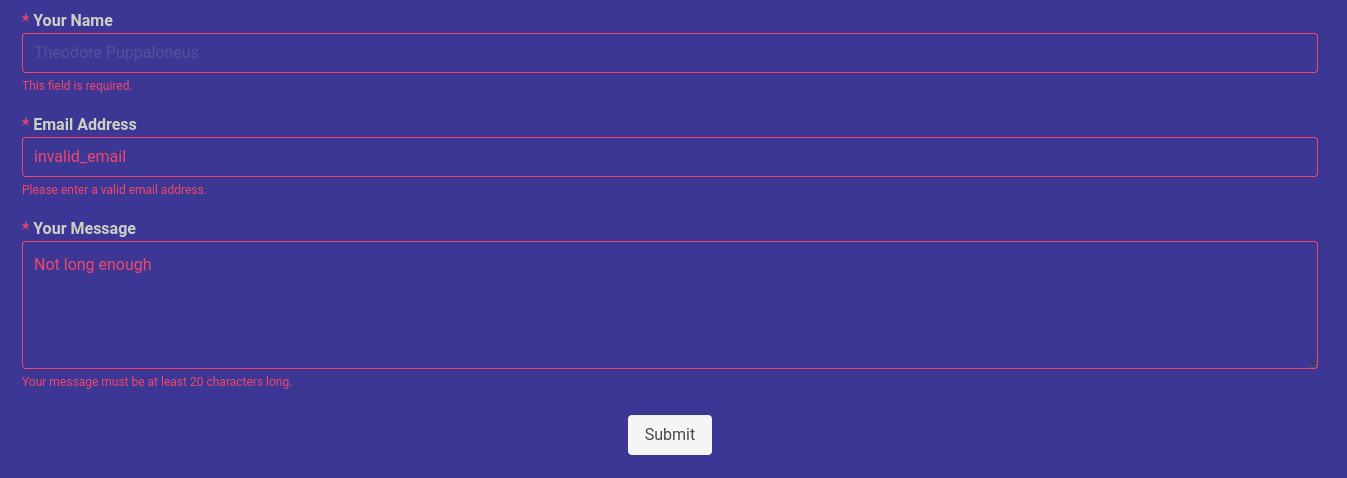 * Your Name
Theodore Puppaloneus
This field is required.
* Email Address
invalid_email
Please enter a valid email address.
* Your Message
Not long enough
Your message must be at least 20 characters long.
Submit